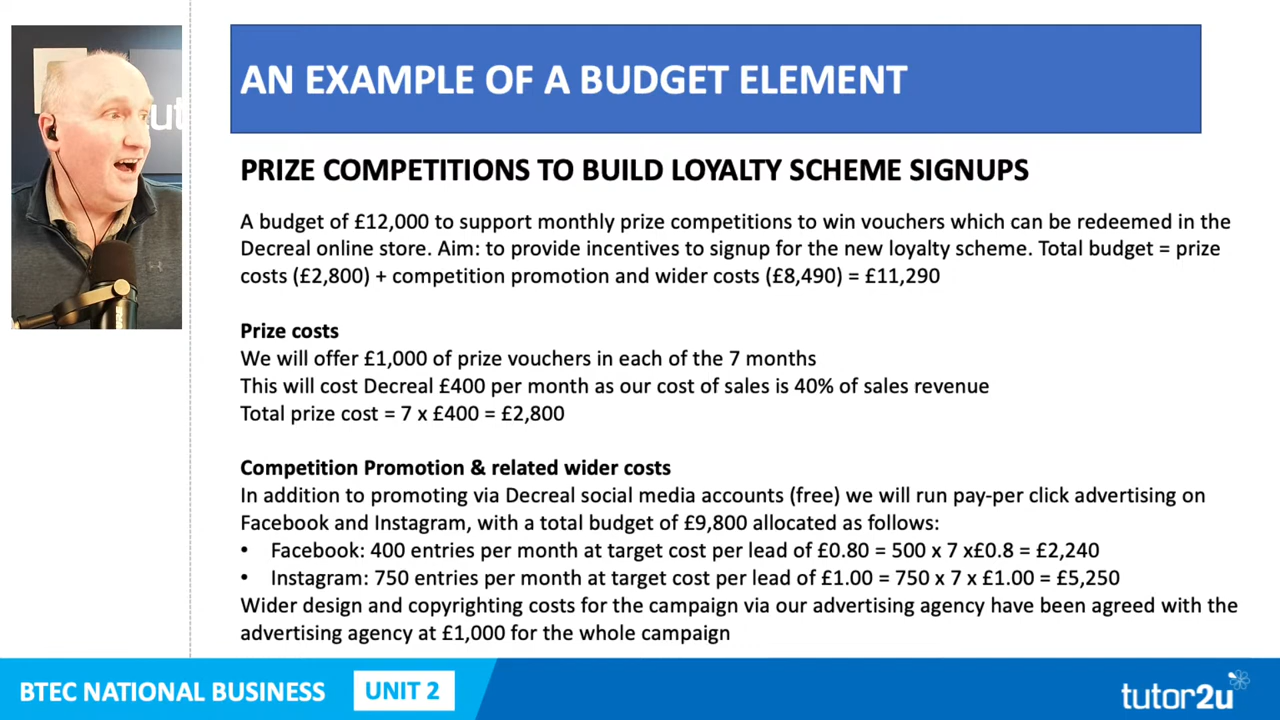 AN EXAMPLE OF A BUDGET ELEMENT
PRIZE COMPETITIONS TO BUILD LOYALTY SCHEME SIGNUPS
A budget of £12,000 to support monthly prize competitions to win vouchers which can be redeemed in the
Decreal online store. Aim: to provide incentives to signup for the new loyalty scheme. Total budget = prize
costs (£2,800) + competition promotion and wider costs (£8,490) = £11,290
Prize costs
We will offer £1,000 of prize vouchers in each of the 7 months
This will cost Decreal £400 per month as our cost of sales is 40% of sales revenue
Total prize cost = 7 x £400 = £2,800
Competition Promotion & related wider costs
In addition to promoting via Decreal social media accounts (free) we will run pay-per click advertising on
Facebook and Instagram, with a total budget of £9,800 allocated as follows:
• Facebook: 400 entries per month at target cost per lead of £0.80 = 500 x 7 x£0.8 = £2,240
• Instagram: 750 entries per month at target cost per lead of £1.00 = 750 x 7 x £1.00 = £5,250
Wider design and copyrighting costs for the campaign via our advertising agency have been agreed with the
advertising agency at £1,000 for the whole campaign
BTEC NATIONAL BUSINESS UNIT 2
tutor2u